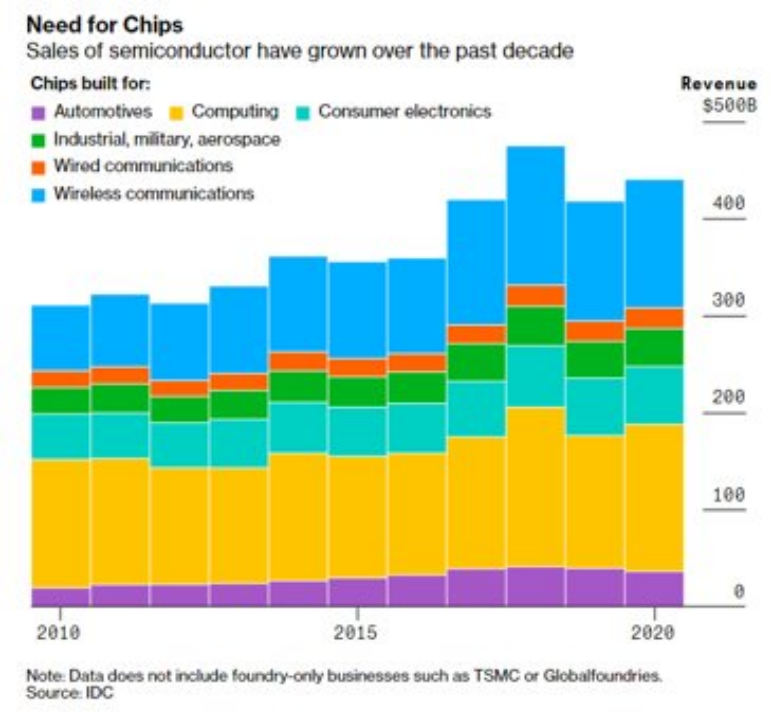 Need for Chips
Sales of semiconductor have grown over the past decade
Chips built for:
Automotives Computing Consumer electronics
Industrial, military, aerospace
Wired communications
Wireless communications
Revenue
$500B
400
300
200
100
0
2010 2015 2020
Note: Data does not include foundry-only businesses such as TSMC or Globalfoundries.
Source: IDC